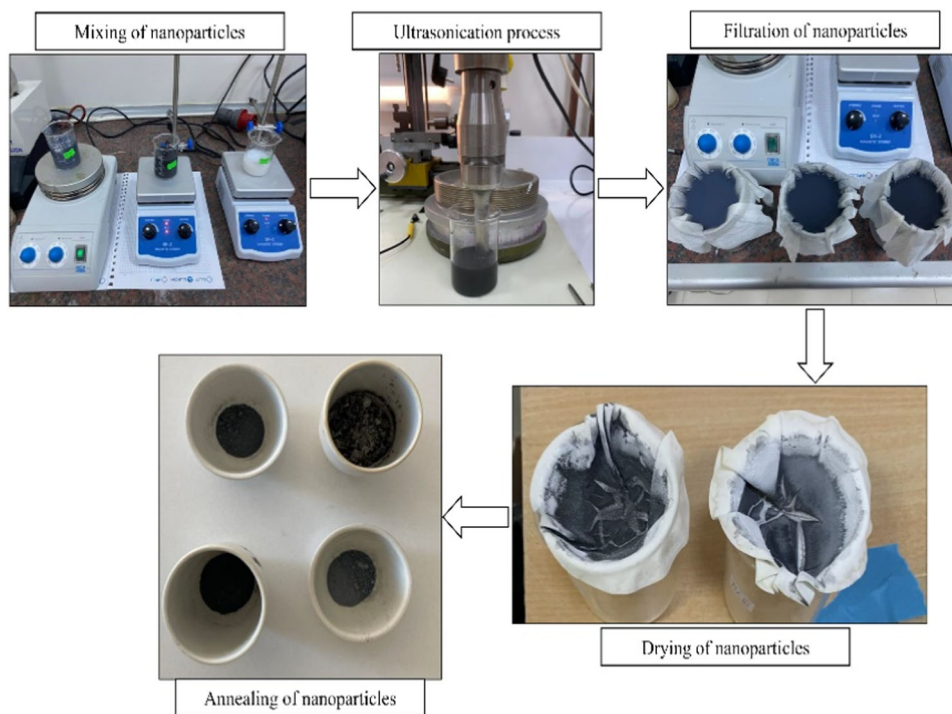 Mixing of nanoparticles
Ultrasonication process
Filtration of nanoparticles
Drying of nanoparticles
Annealing of nanoparticles